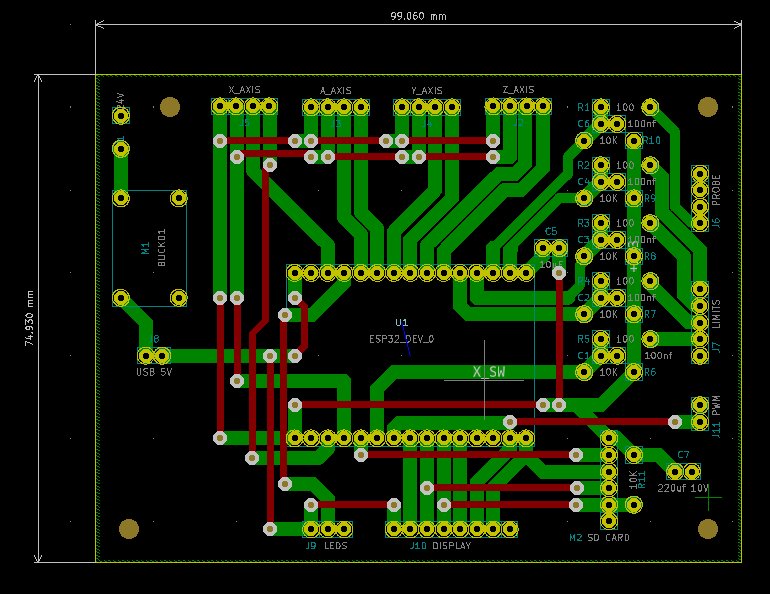 99.060 mm
74.930 mm
24V
X_AXIS
A_AXIS
Y_AXIS
Z_AXIS
R1 100
C6 100nf
10K R10
R2 100
C4 100nf
10K R9
R3 100
C3 100nf
10K R8
R4 100
C2 100nf
10K R7
R5 100
C1 100nf
10K R6
PROBE
J6
LIMITS
J7
PWM
J11
M1
BUCKD1
C5
10uF
U1
ESP32_DEV_0
X_SW
USB 5V
C7
220uf 10V
10K
R11
J9 LEDS
J10 DISPLAY
M2 SD CARD